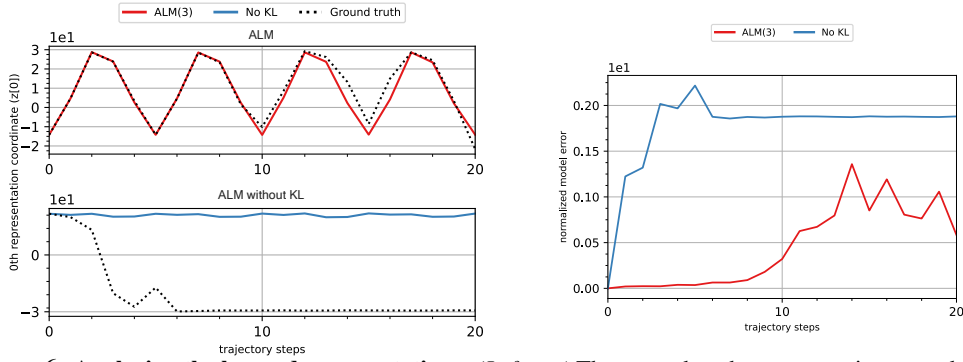 ALM(3) No KL Ground truth
ALM
1e1
3
2
1
0
−1
−2
0 10 20
ALM without KL
1e1
0
−3
0 10 20
trajectory steps
0th representation coordinate (z[0])
ALM(3) No KL
1e1
0.20
0.15
0.10
0.05
0.00
0 10 20
trajectory steps
normalized model error